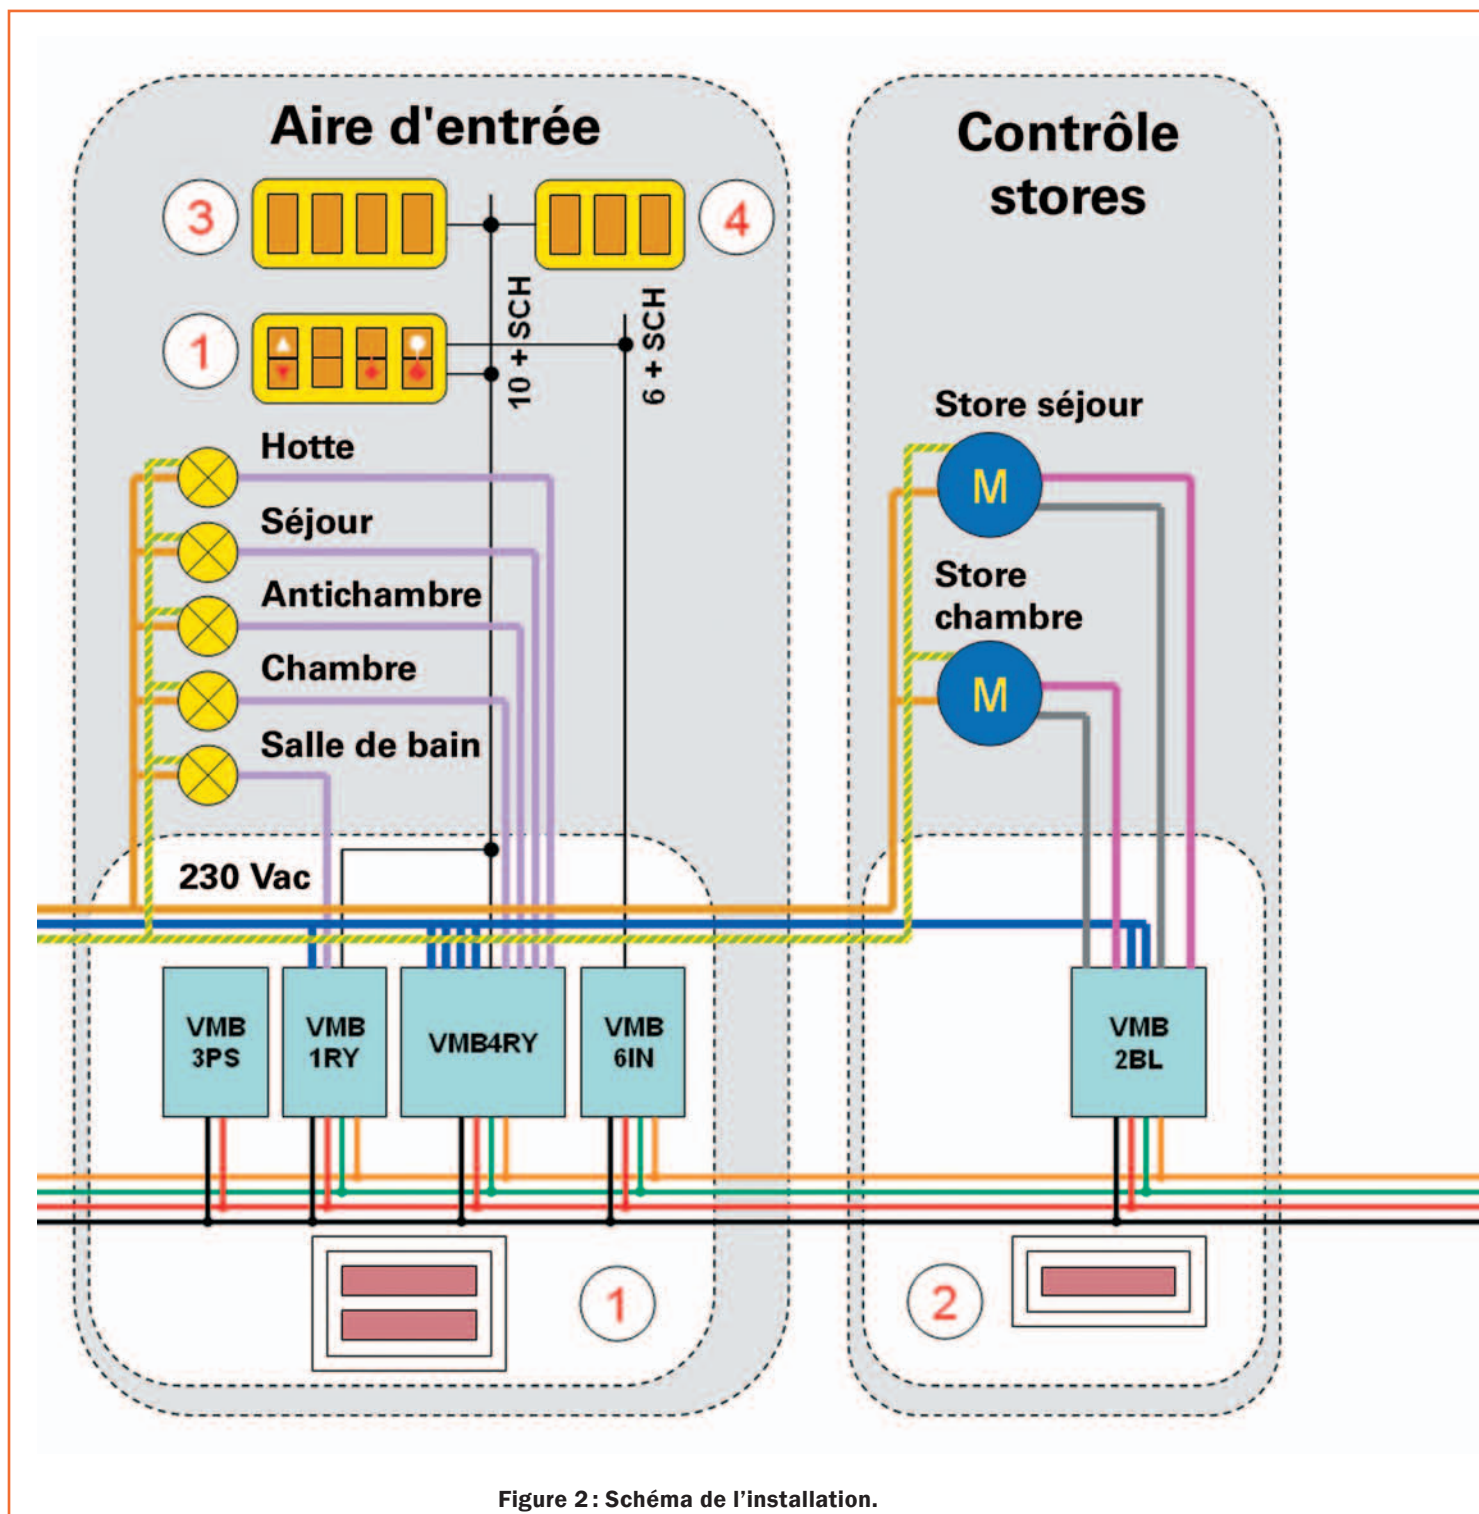 Aire d'entrée
3
4
10 + SCH
6 + SCH
1
Hotte
Séjour
Antichambre
Chambre
Salle de bain
230 Vac
VMB
3PS
VMB
1RY
VMB4RY
VMB
6IN
1
Contrôle
stores
Store séjour
M
Store
chambre
M
VMB
2BL
2
Figure 2 : Schéma de l'installation.